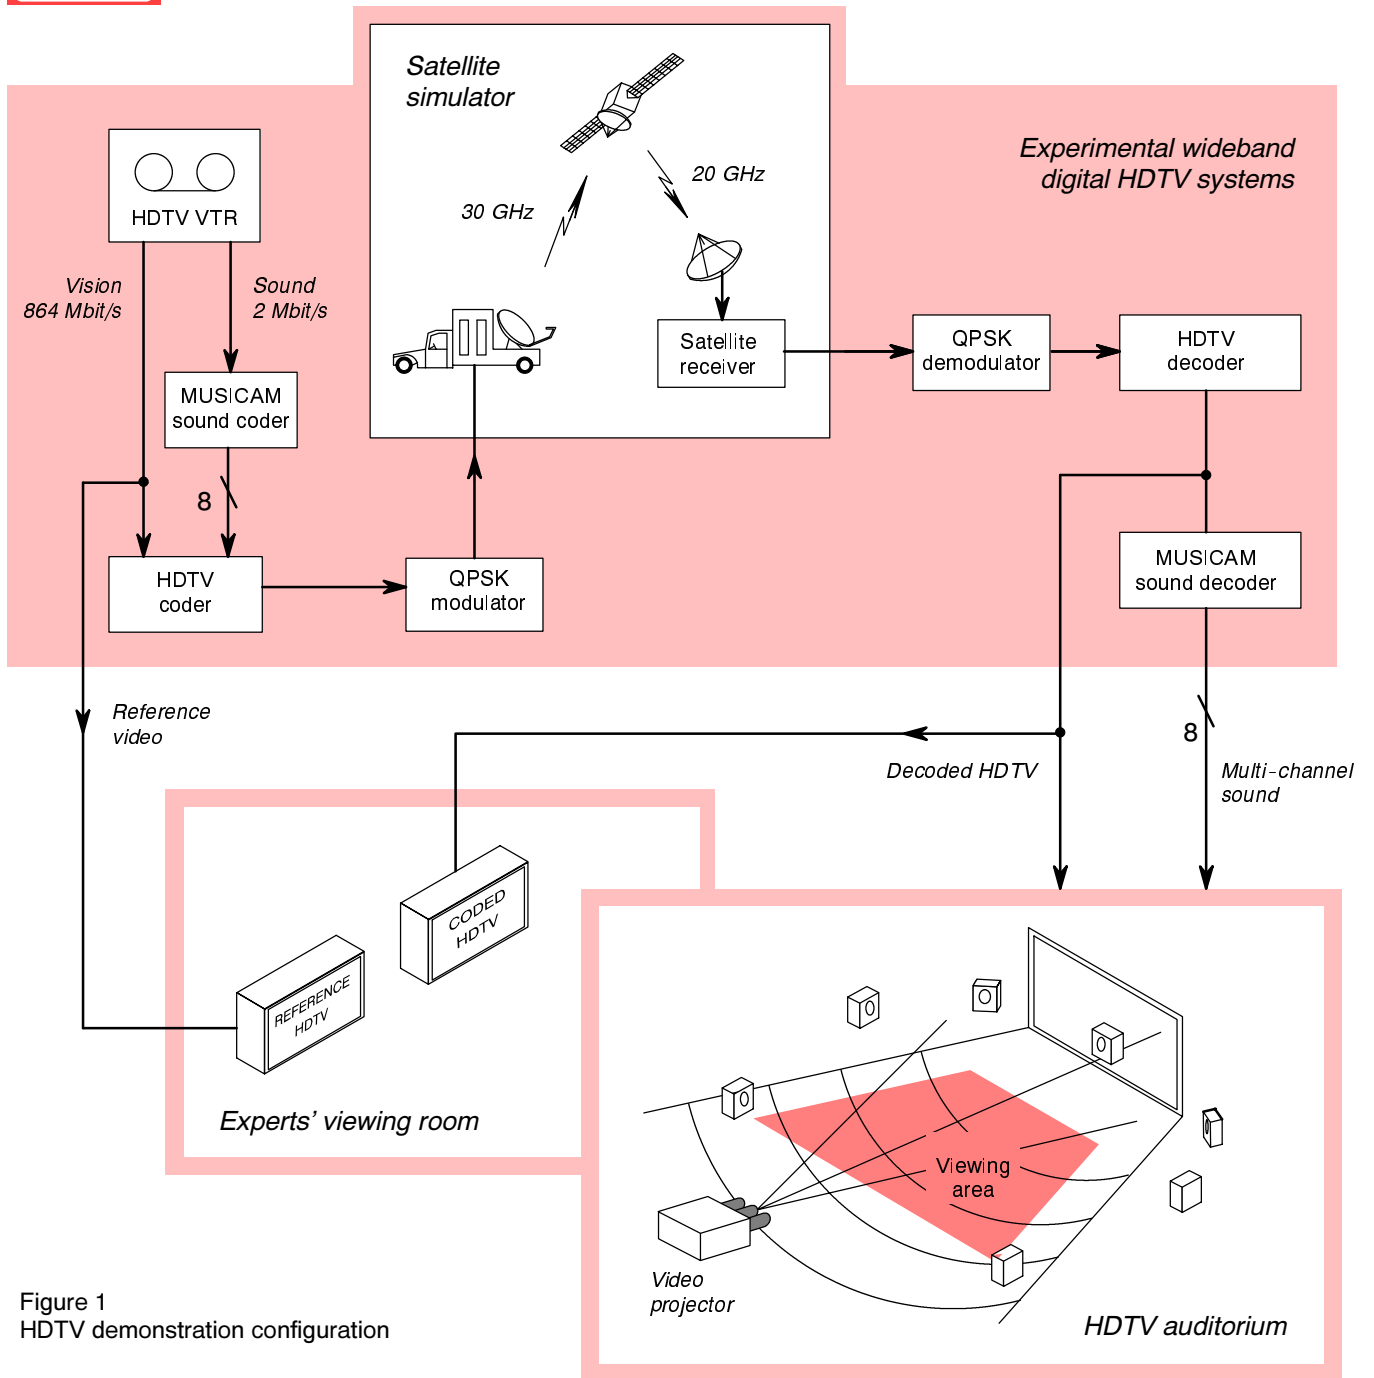 Satellite
simulator
Experimental wideband
digital HDTV systems
20 GHz
30 GHz
HDTV VTR
Vision
864 Mbit/s
Sound
2 Mbit/s
MUSICAM
sound coder
8
HDTV
coder
QPSK
modulator
Satellite
receiver
QPSK
demodulator
HDTV
decoder
MUSICAM
sound decoder
Reference
video
8
Decoded HDTV
Multi-channel
sound
CODED
HDTV
REFERENCE
HDTV
Experts' viewing room
Viewing
area
Video
projector
HDTV auditorium
Figure 1
HDTV demonstration configuration